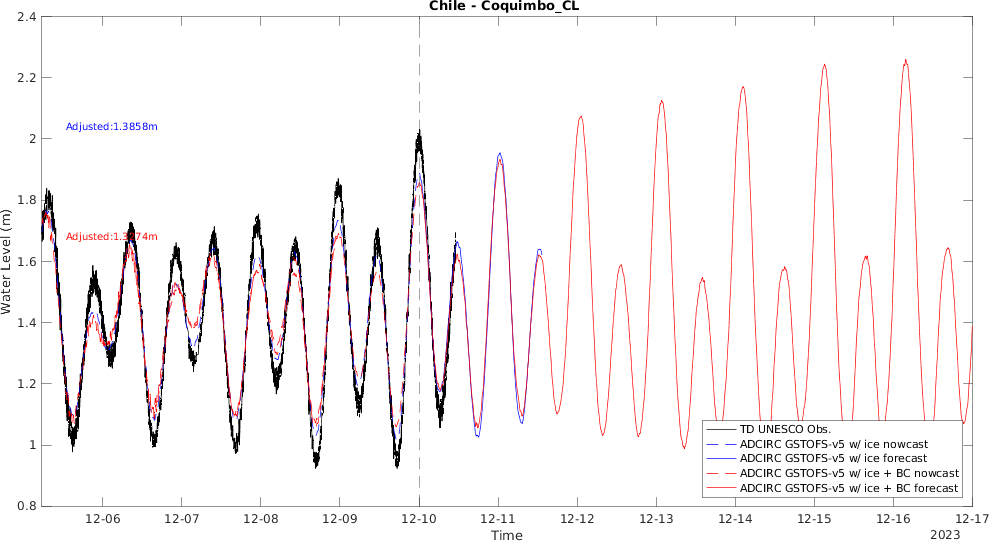 Chile - Coquimbo_CL
2.4
2.2
2
1.8
1.6
1.4
1.2
1
0.8
Water Level (m)
Adjusted:1.3858m
Adjusted:1.3274m
TD UNESCO Obs.
ADCIRC GSTOFS-v5 w/ ice nowcast
ADCIRC GSTOFS-v5 w/ ice forecast
ADCIRC GSTOFS-v5 w/ ice + BC nowcast
ADCIRC GSTOFS-v5 w/ ice + BC forecast
12-06 12-07 12-08 12-09 12-10 12-11 12-12 12-13 12-14 12-15 12-16 12-17
Time
2023